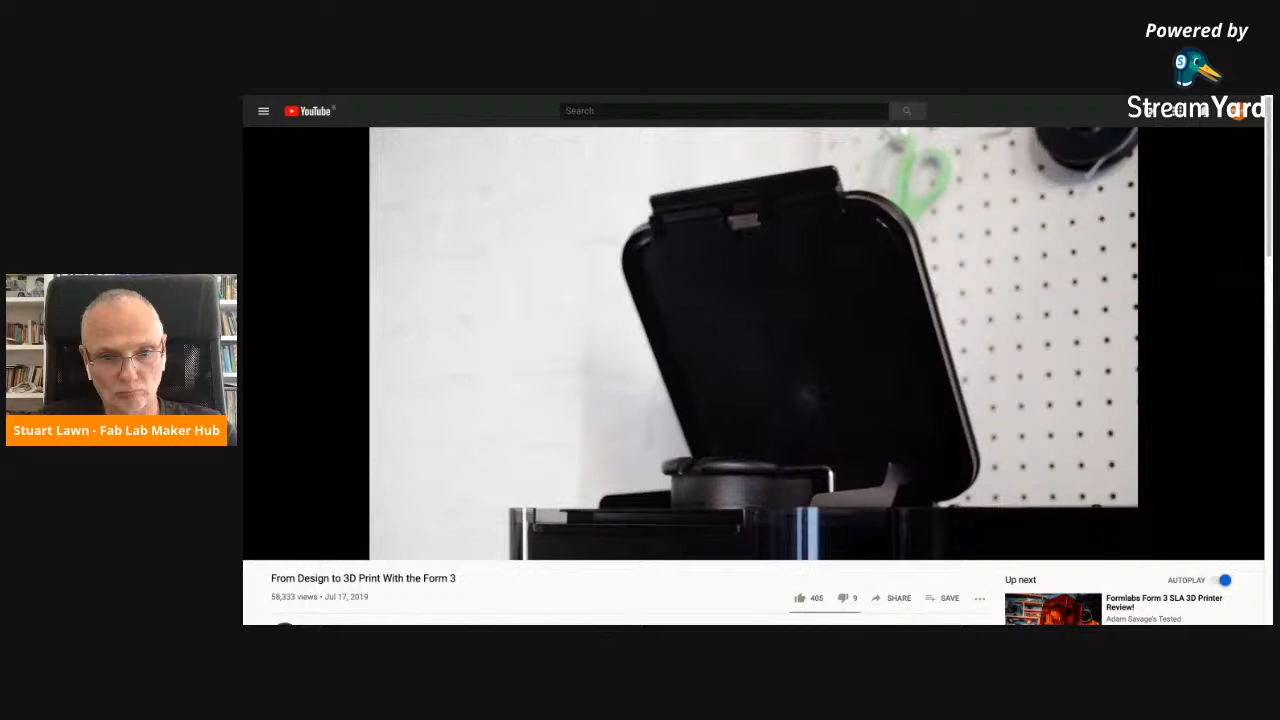 Powered by
StreamYard
YouTube
Search
Stuart Lawn - Fab Lab Maker Hub
From Design to 3D Print With the Form 3
58,333 views • Jul 17, 2019
405
9
SHARE
SAVE
Up next
AUTOPLAY
Formlabs Form 3 SLA 3D Printer
Review!
Adam Savage's Tested